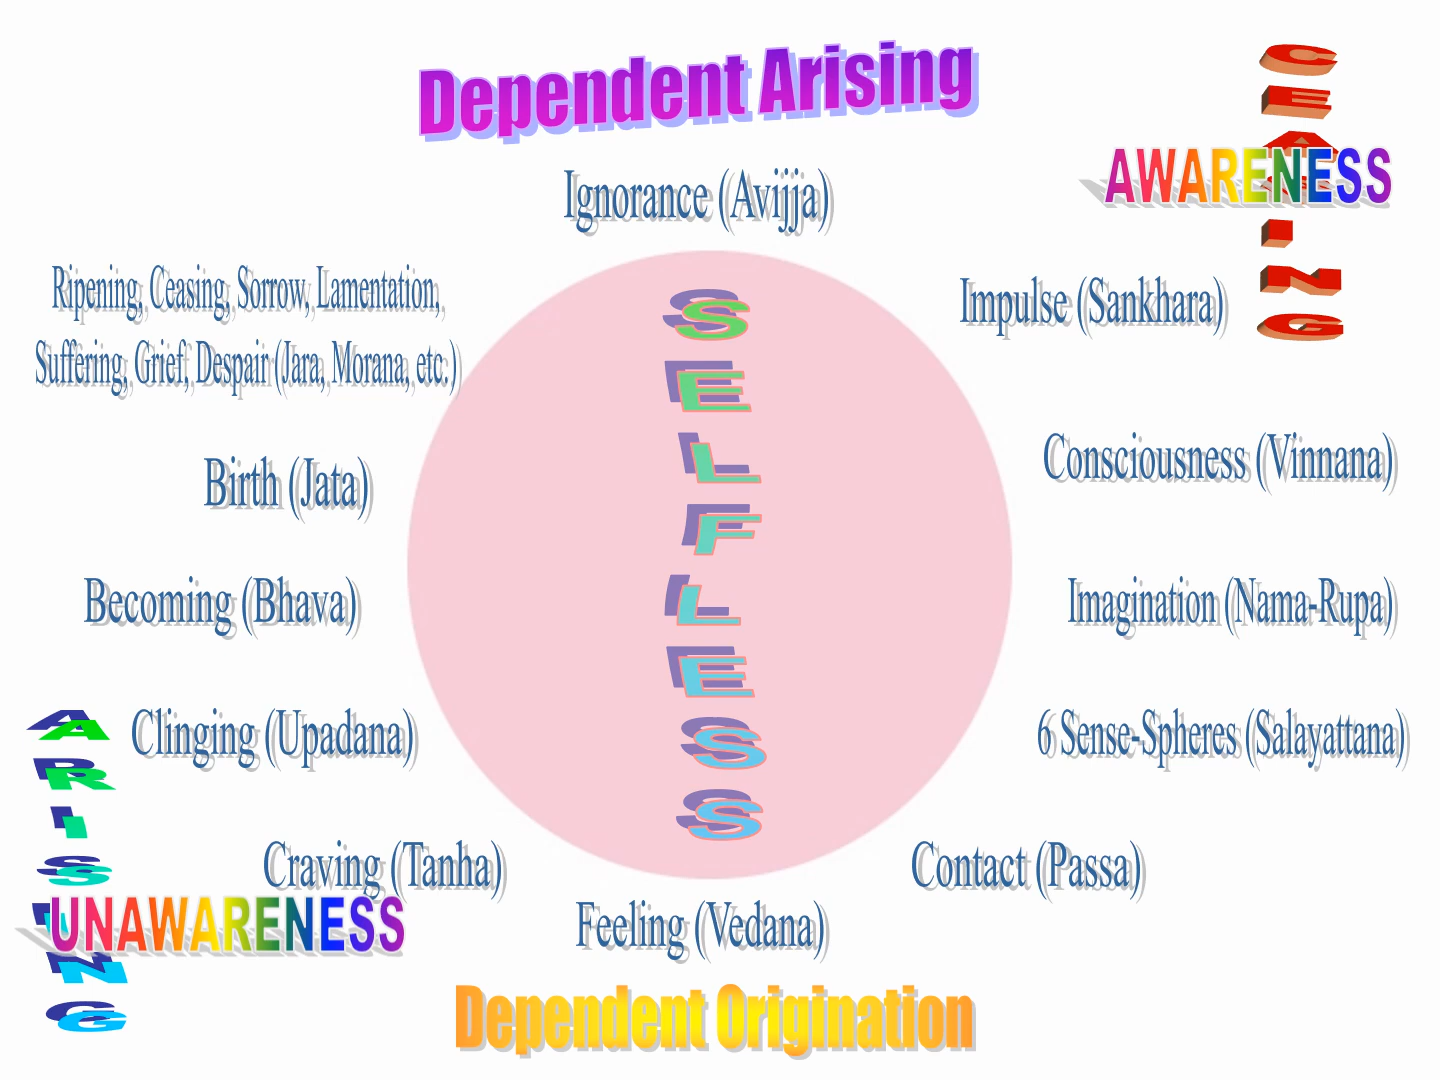 Dependent Arising
CEASING
AWARENESS
Ignorance (Avijja)
Ripening, Ceasing, Sorrow, Lamentation,
Suffering, Grief, Despair (Jara, Morana, etc.)
Impulse (Sankhara)
SELFLESS
Consciousness (Vinnana)
Birth (Jata)
Imagination (Nama-Rupa)
Becoming (Bhava)
6 Sense-Spheres (Salayattana)
Clinging (Upadana)
ARISING
Contact (Passa)
Craving (Tanha)
UNAWARENESS
Feeling (Vedana)
Dependent Origination